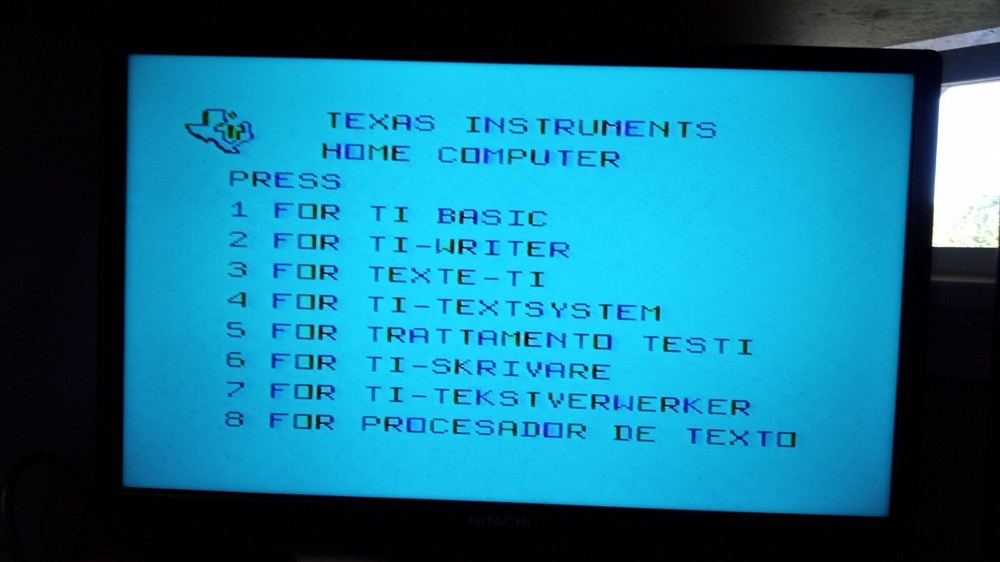 TEXAS INSTRUMENTS
HOME COMPUTER
PRESS
1 FOR TI BASIC
2 FOR TI-WRITER
3 FOR TEXTE-TI
4 FOR TI-TEXTSYSTEM
5 FOR TRATTAMENTO TESTI
6 FOR TI-SKRIVARE
7 FOR TI-TEKSTVERWERKER
8 FOR PROCESADOR DE TEXTO
HITACHI